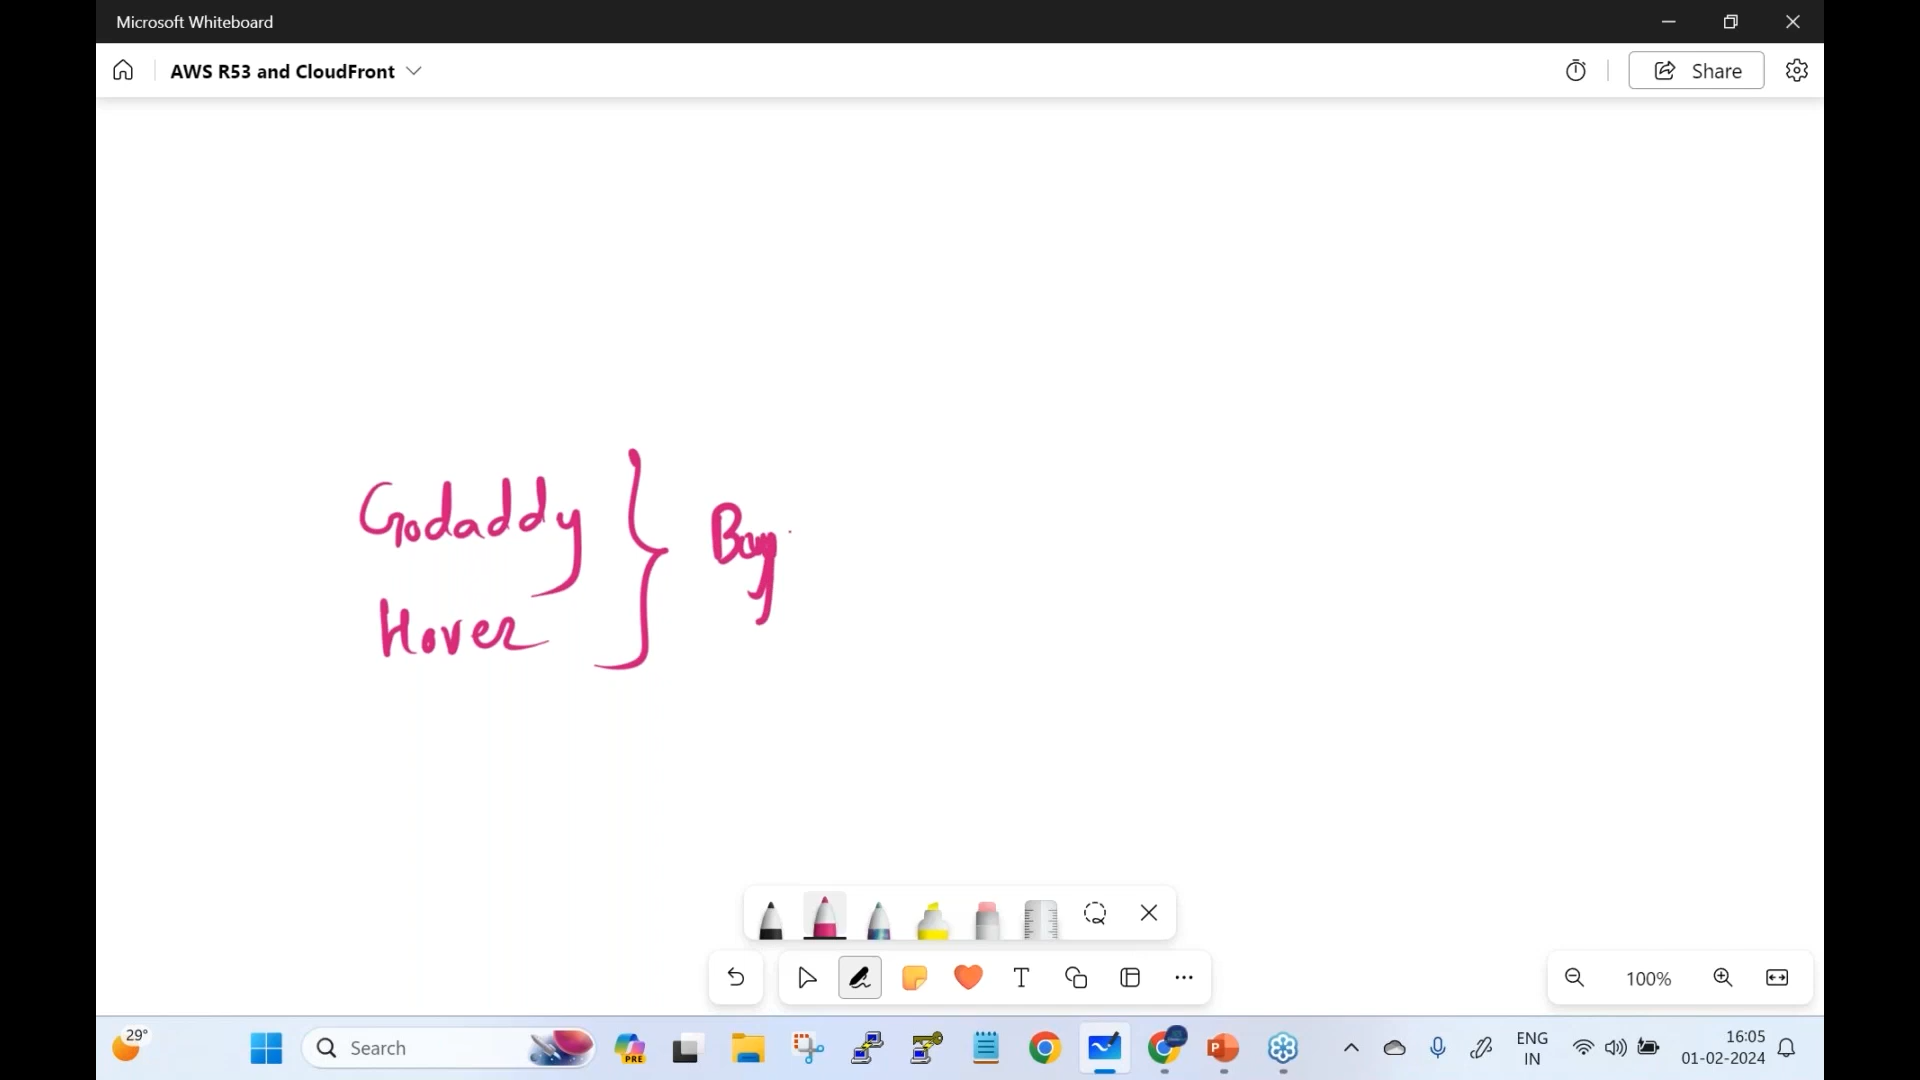 Microsoft Whiteboard
AWS R53 and CloudFront
Share
Godaddy
Hover
Buy
T
100%
29°
Search
PRE
P
ENG
IN
16:05
01-02-2024